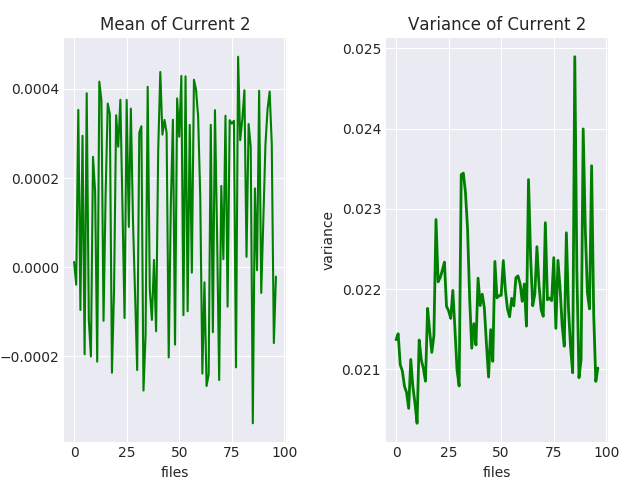 Mean of Current 2
0.0004
0.0002
0.0000
−0.0002
0 25 50 75 100
files
Variance of Current 2
0.025
0.024
0.023
0.022
0.021
variance
0 25 50 75 100
files